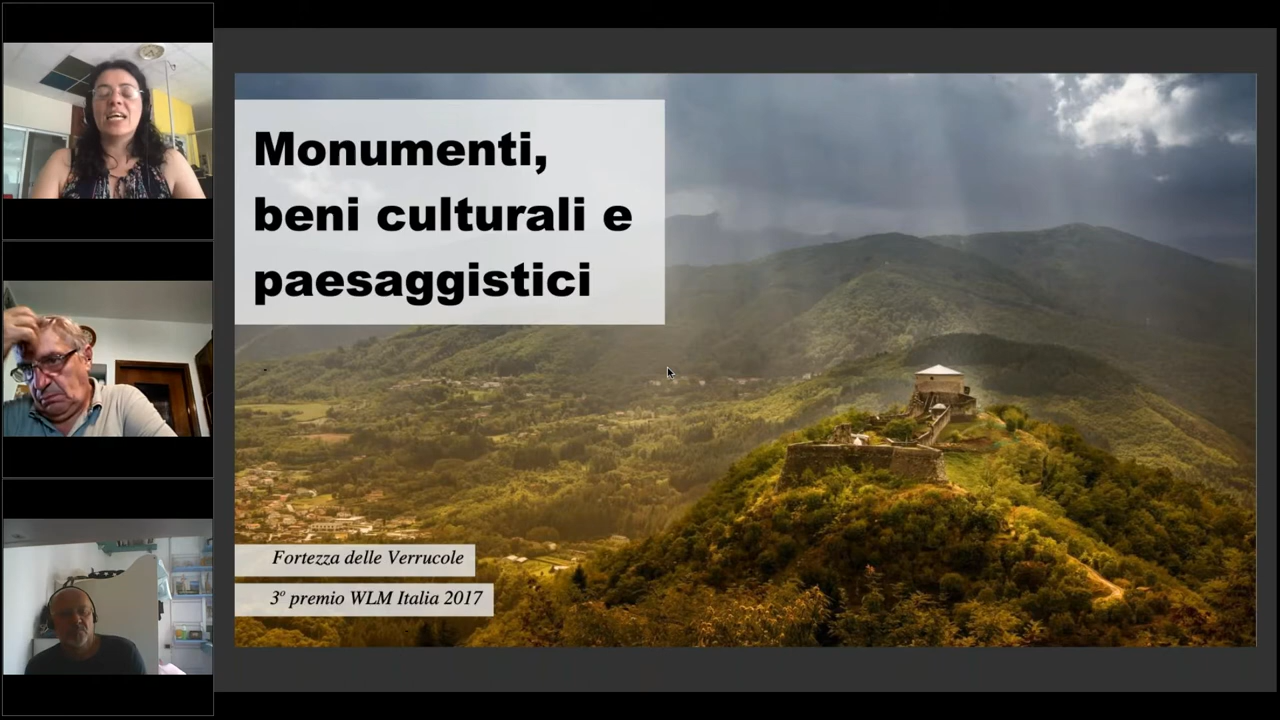 Monumenti,
beni culturali e
paesaggistici
Fortezza delle Verrucole
3º premio WLM Italia 2017